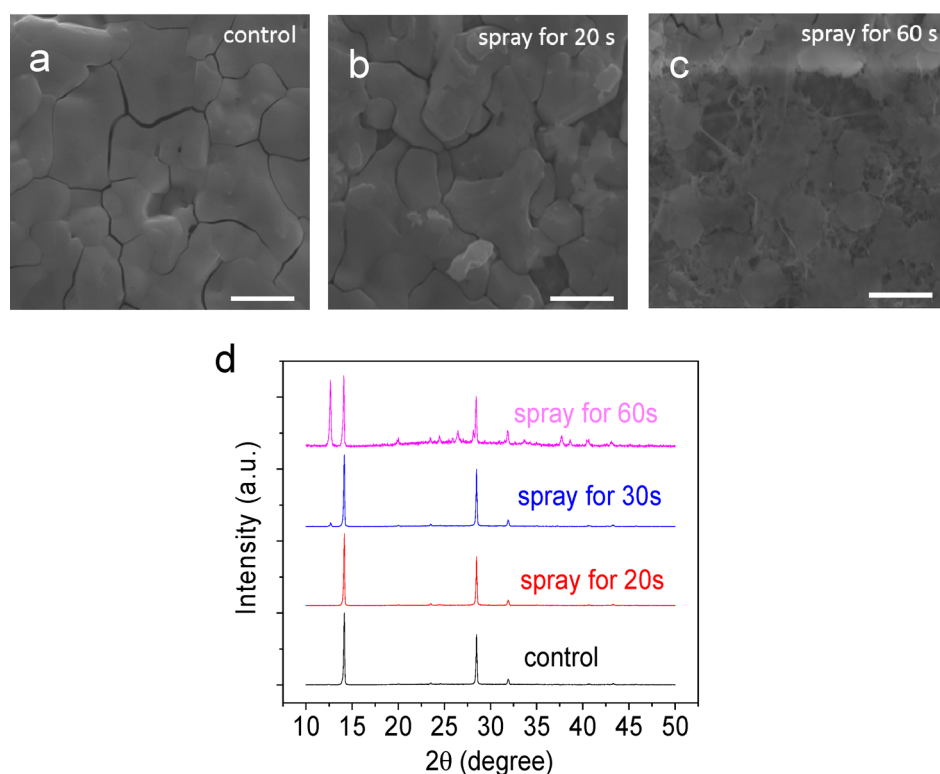 a
control
b
spray for 20 s
c
spray for 60 s
d
Intensity (a.u.)
spray for 60s
spray for 30s
spray for 20s
control
10 15 20 25 30 35 40 45 50
2θ (degree)